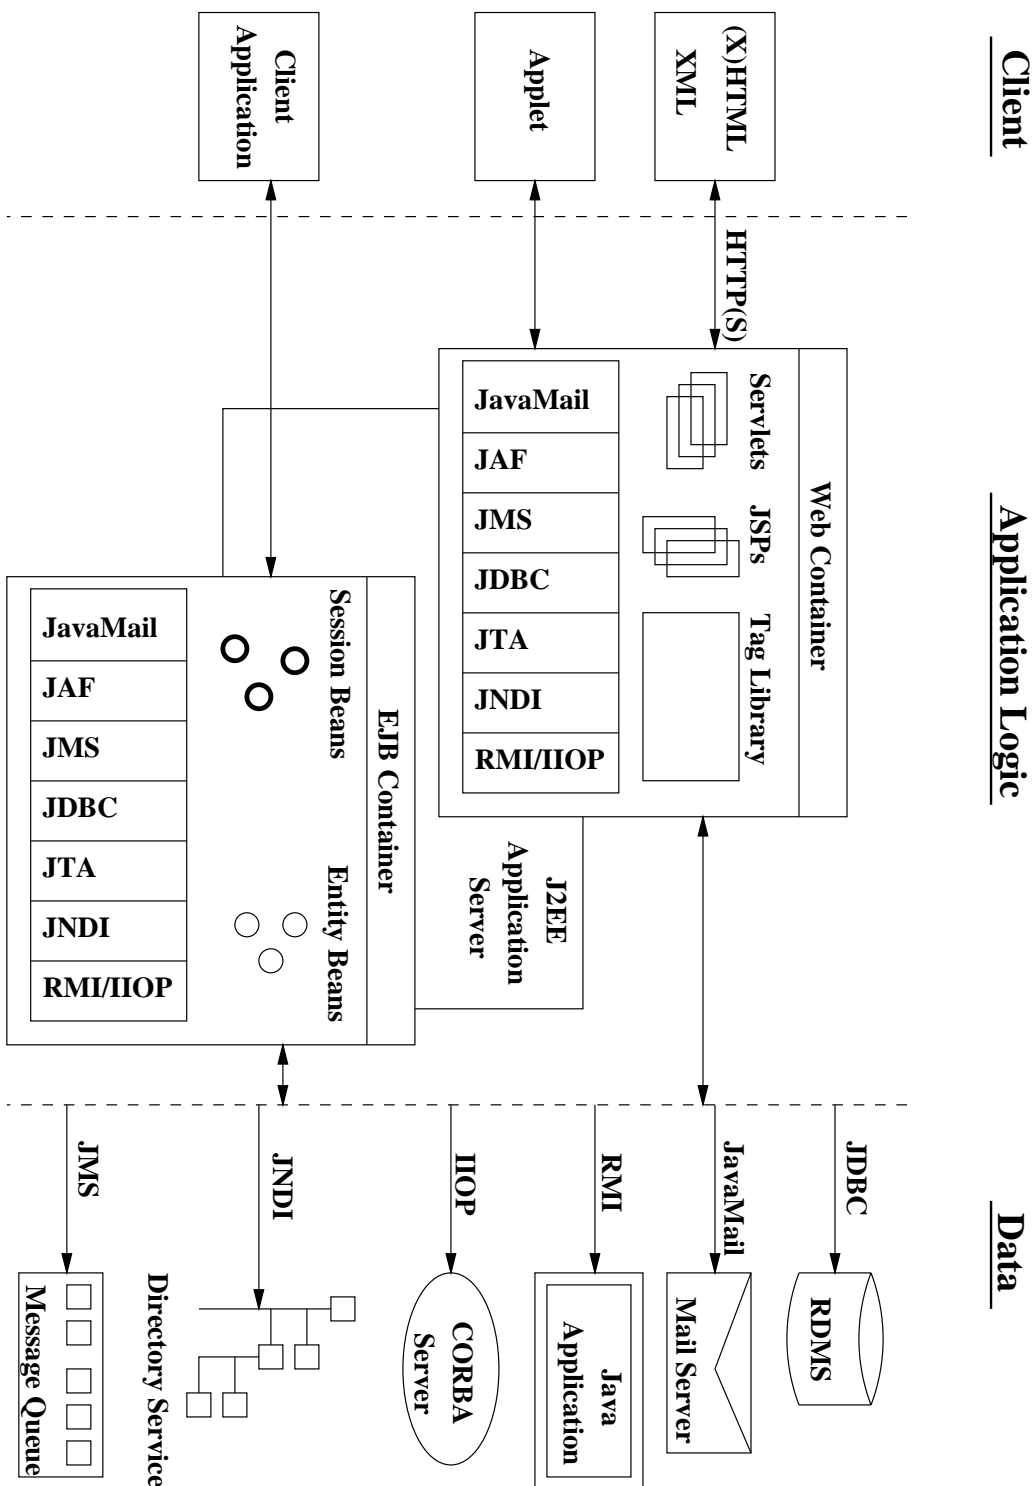 Client
Application Logic
Data
(X)HTML
XML
Applet
Client
Application
HTTP(S)
Web Container
Servlets
JSPs
Tag Library
JavaMail
JAF
JMS
JDBC
JTA
JNDI
RMI/IIOP
J2EE
Application
Server
EJB Container
Session Beans
Entity Beans
JavaMail
JAF
JMS
JDBC
JTA
JNDI
RMI/IIOP
JDBC
RDMS
JavaMail
Mail Server
RMI
Java
Application
IIOP
CORBA
Server
JNDI
Directory Service
JMS
Message Queue